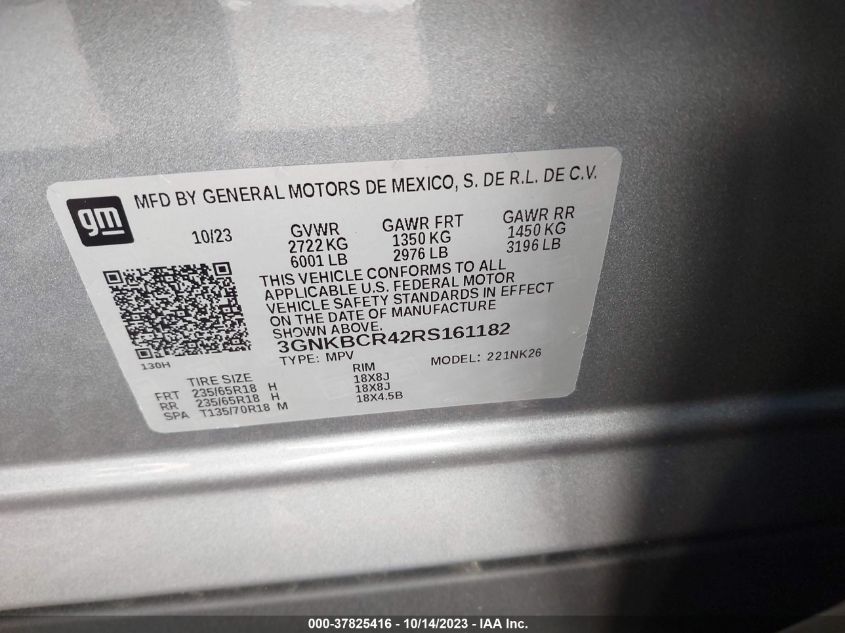 gm
MFD BY GENERAL MOTORS DE MEXICO, S. DE R.L. DE C.V.
10/23 GVWR GAWR FRT GAWR RR
2722 KG 1350 KG 1450 KG
6001 LB 2976 LB 3196 LB
THIS VEHICLE CONFORMS TO ALL
APPLICABLE U.S. FEDERAL MOTOR
VEHICLE SAFETY STANDARDS IN EFFECT
ON THE DATE OF MANUFACTURE
SHOWN ABOVE.
3GNKBCR42RS161182
130H
TYPE: MPV MODEL: 221NK26
TIRE SIZE RIM
FRT 235/65R18 H 18X8J
RR 235/65R18 H 18X8J
SPA T135/70R18 M 18X4.5B
000-37825416 - 10/14/2023 - IAA Inc.